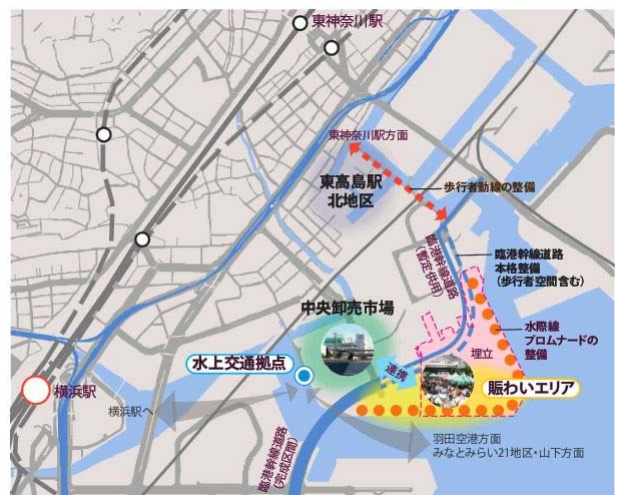 東神奈川駅
東神奈川駅方面
東高島駅
北地区
歩行者動線の整備
臨港幹線道路
(暫定供用)
臨港幹線道路
本格整備
(歩行者空間含む)
中央卸売市場
水際線
プロムナードの
整備
埋立
水上交通拠点
連携
賑わいエリア
横浜駅
横浜駅へ
臨港幹線道路
(完成区間)
羽田空港方面
みなとみらい21地区・山下方面